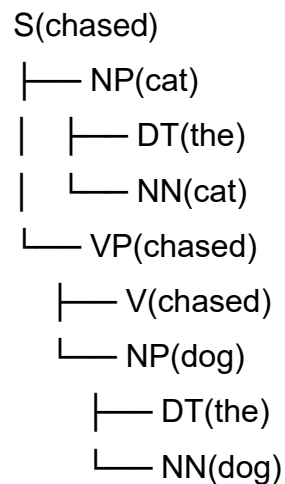 S(chased)
├── NP(cat)
│   ├── DT(the)
│   └── NN(cat)
└── VP(chased)
    ├── V(chased)
    └── NP(dog)
        ├── DT(the)
        └── NN(dog)